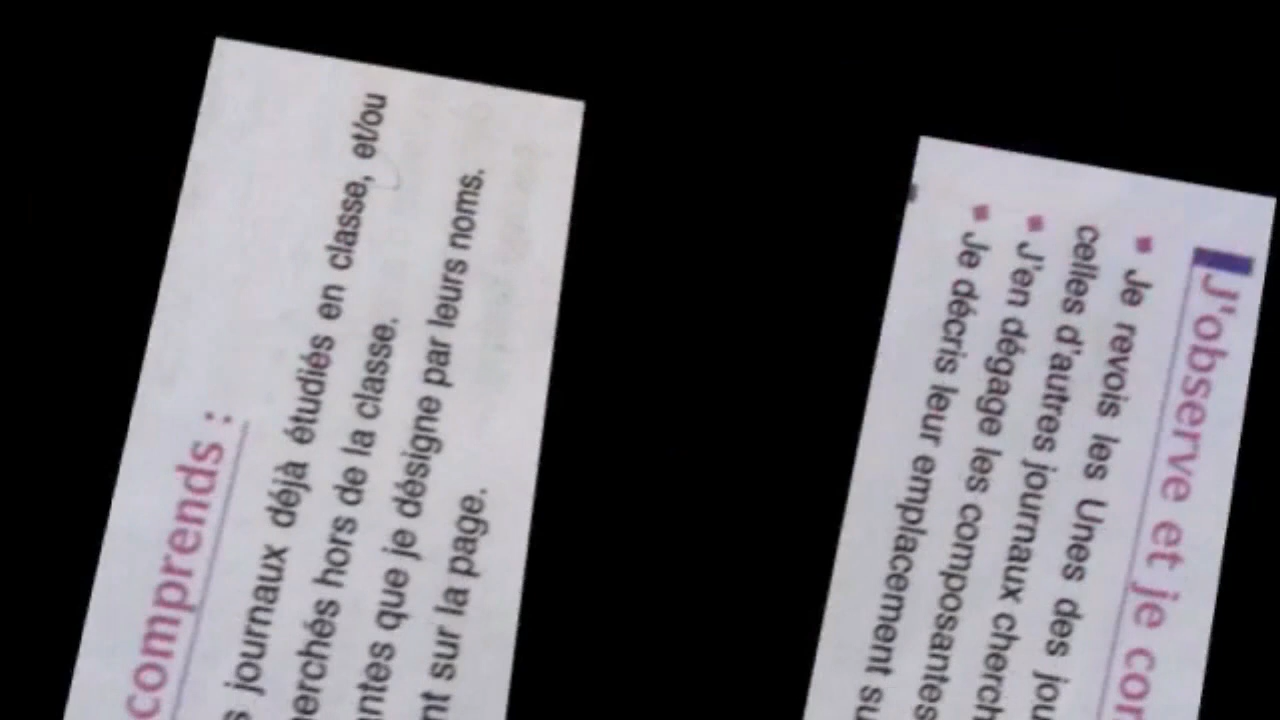 comprends :
journaux déjà étudiés en classe, et/ou
hors de la classe.
que je désigne par leurs noms.
sur la page.
J'observe et je
Je revois les Unes des
celles d'autres journaux
J'en dégage les composantes
Je décris leur emplacement